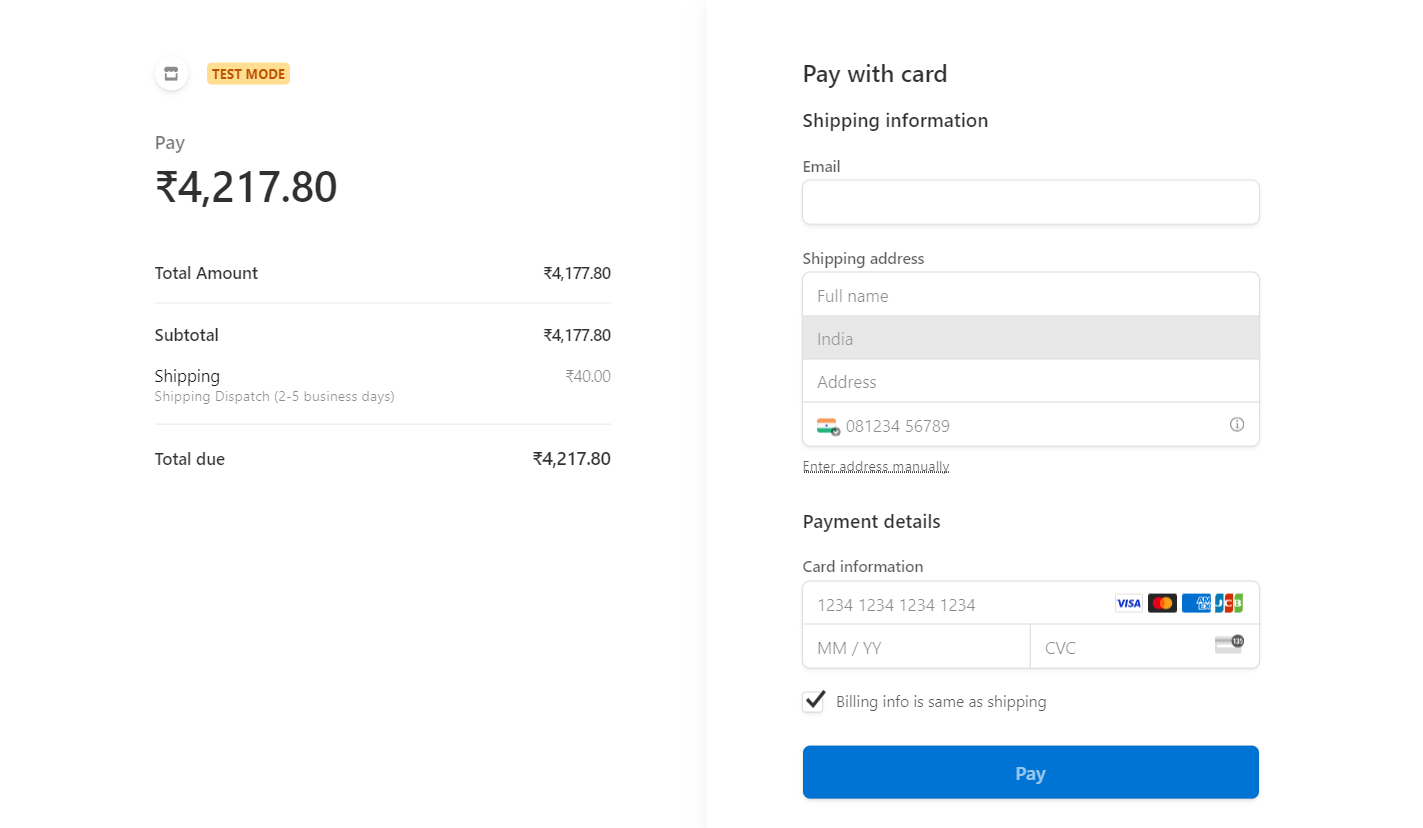 TEST MODE
Pay
₹4,217.80
Total Amount ₹4,177.80
Subtotal ₹4,177.80
Shipping ₹40.00
Shipping Dispatch (2-5 business days)
Total due ₹4,217.80
Pay with card
Shipping information
Email
Shipping address
Full name
India
Address
081234 56789
Enter address manually
Payment details
Card information
1234 1234 1234 1234 VISA AMEX JCB
MM / YY CVC 135
Billing info is same as shipping
Pay